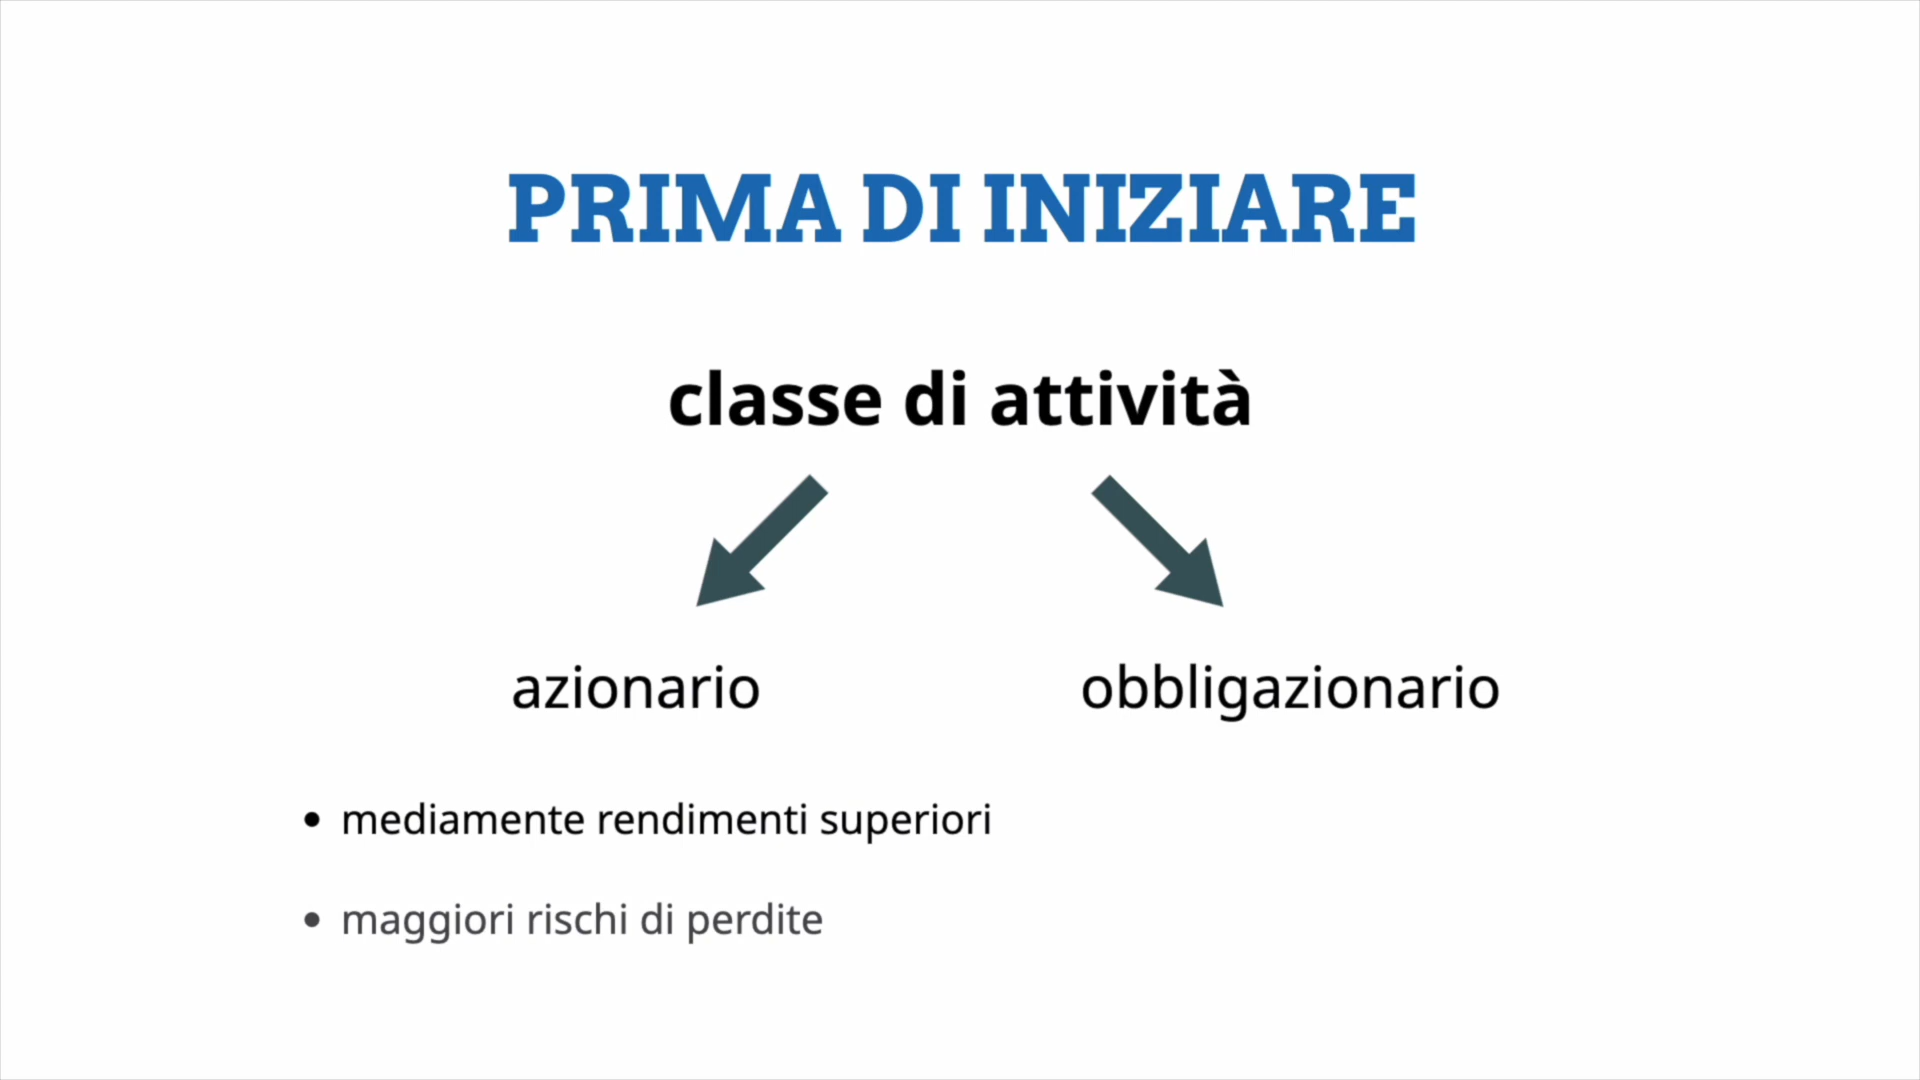 PRIMA DI INIZIARE
classe di attività
azionario
obbligazionario
• mediamente rendimenti superiori
• maggiori rischi di perdite